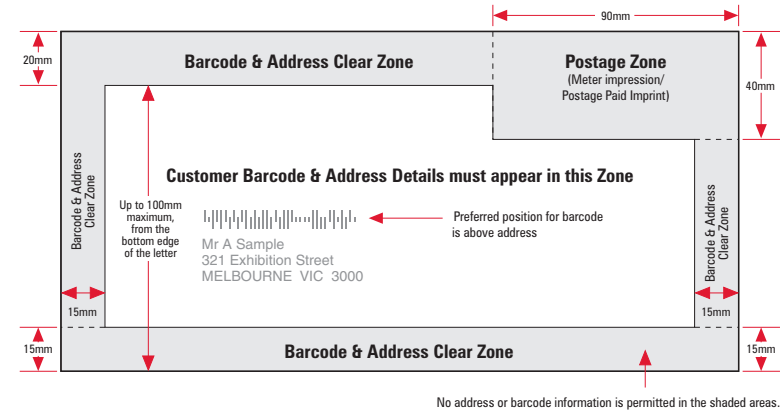 90mm
20mm
Barcode & Address Clear Zone
Postage Zone
(Meter impression/
Postage Paid Imprint)
40mm
Barcode & Address
Clear Zone
Customer Barcode & Address Details must appear in this Zone
Up to 100mm
maximum,
from the
bottom edge
of the letter
Preferred position for barcode
is above address
Mr A Sample
321 Exhibition Street
MELBOURNE VIC 3000
Barcode & Address
Clear Zone
15mm
15mm
15mm
Barcode & Address Clear Zone
15mm
No address or barcode information is permitted in the shaded areas.